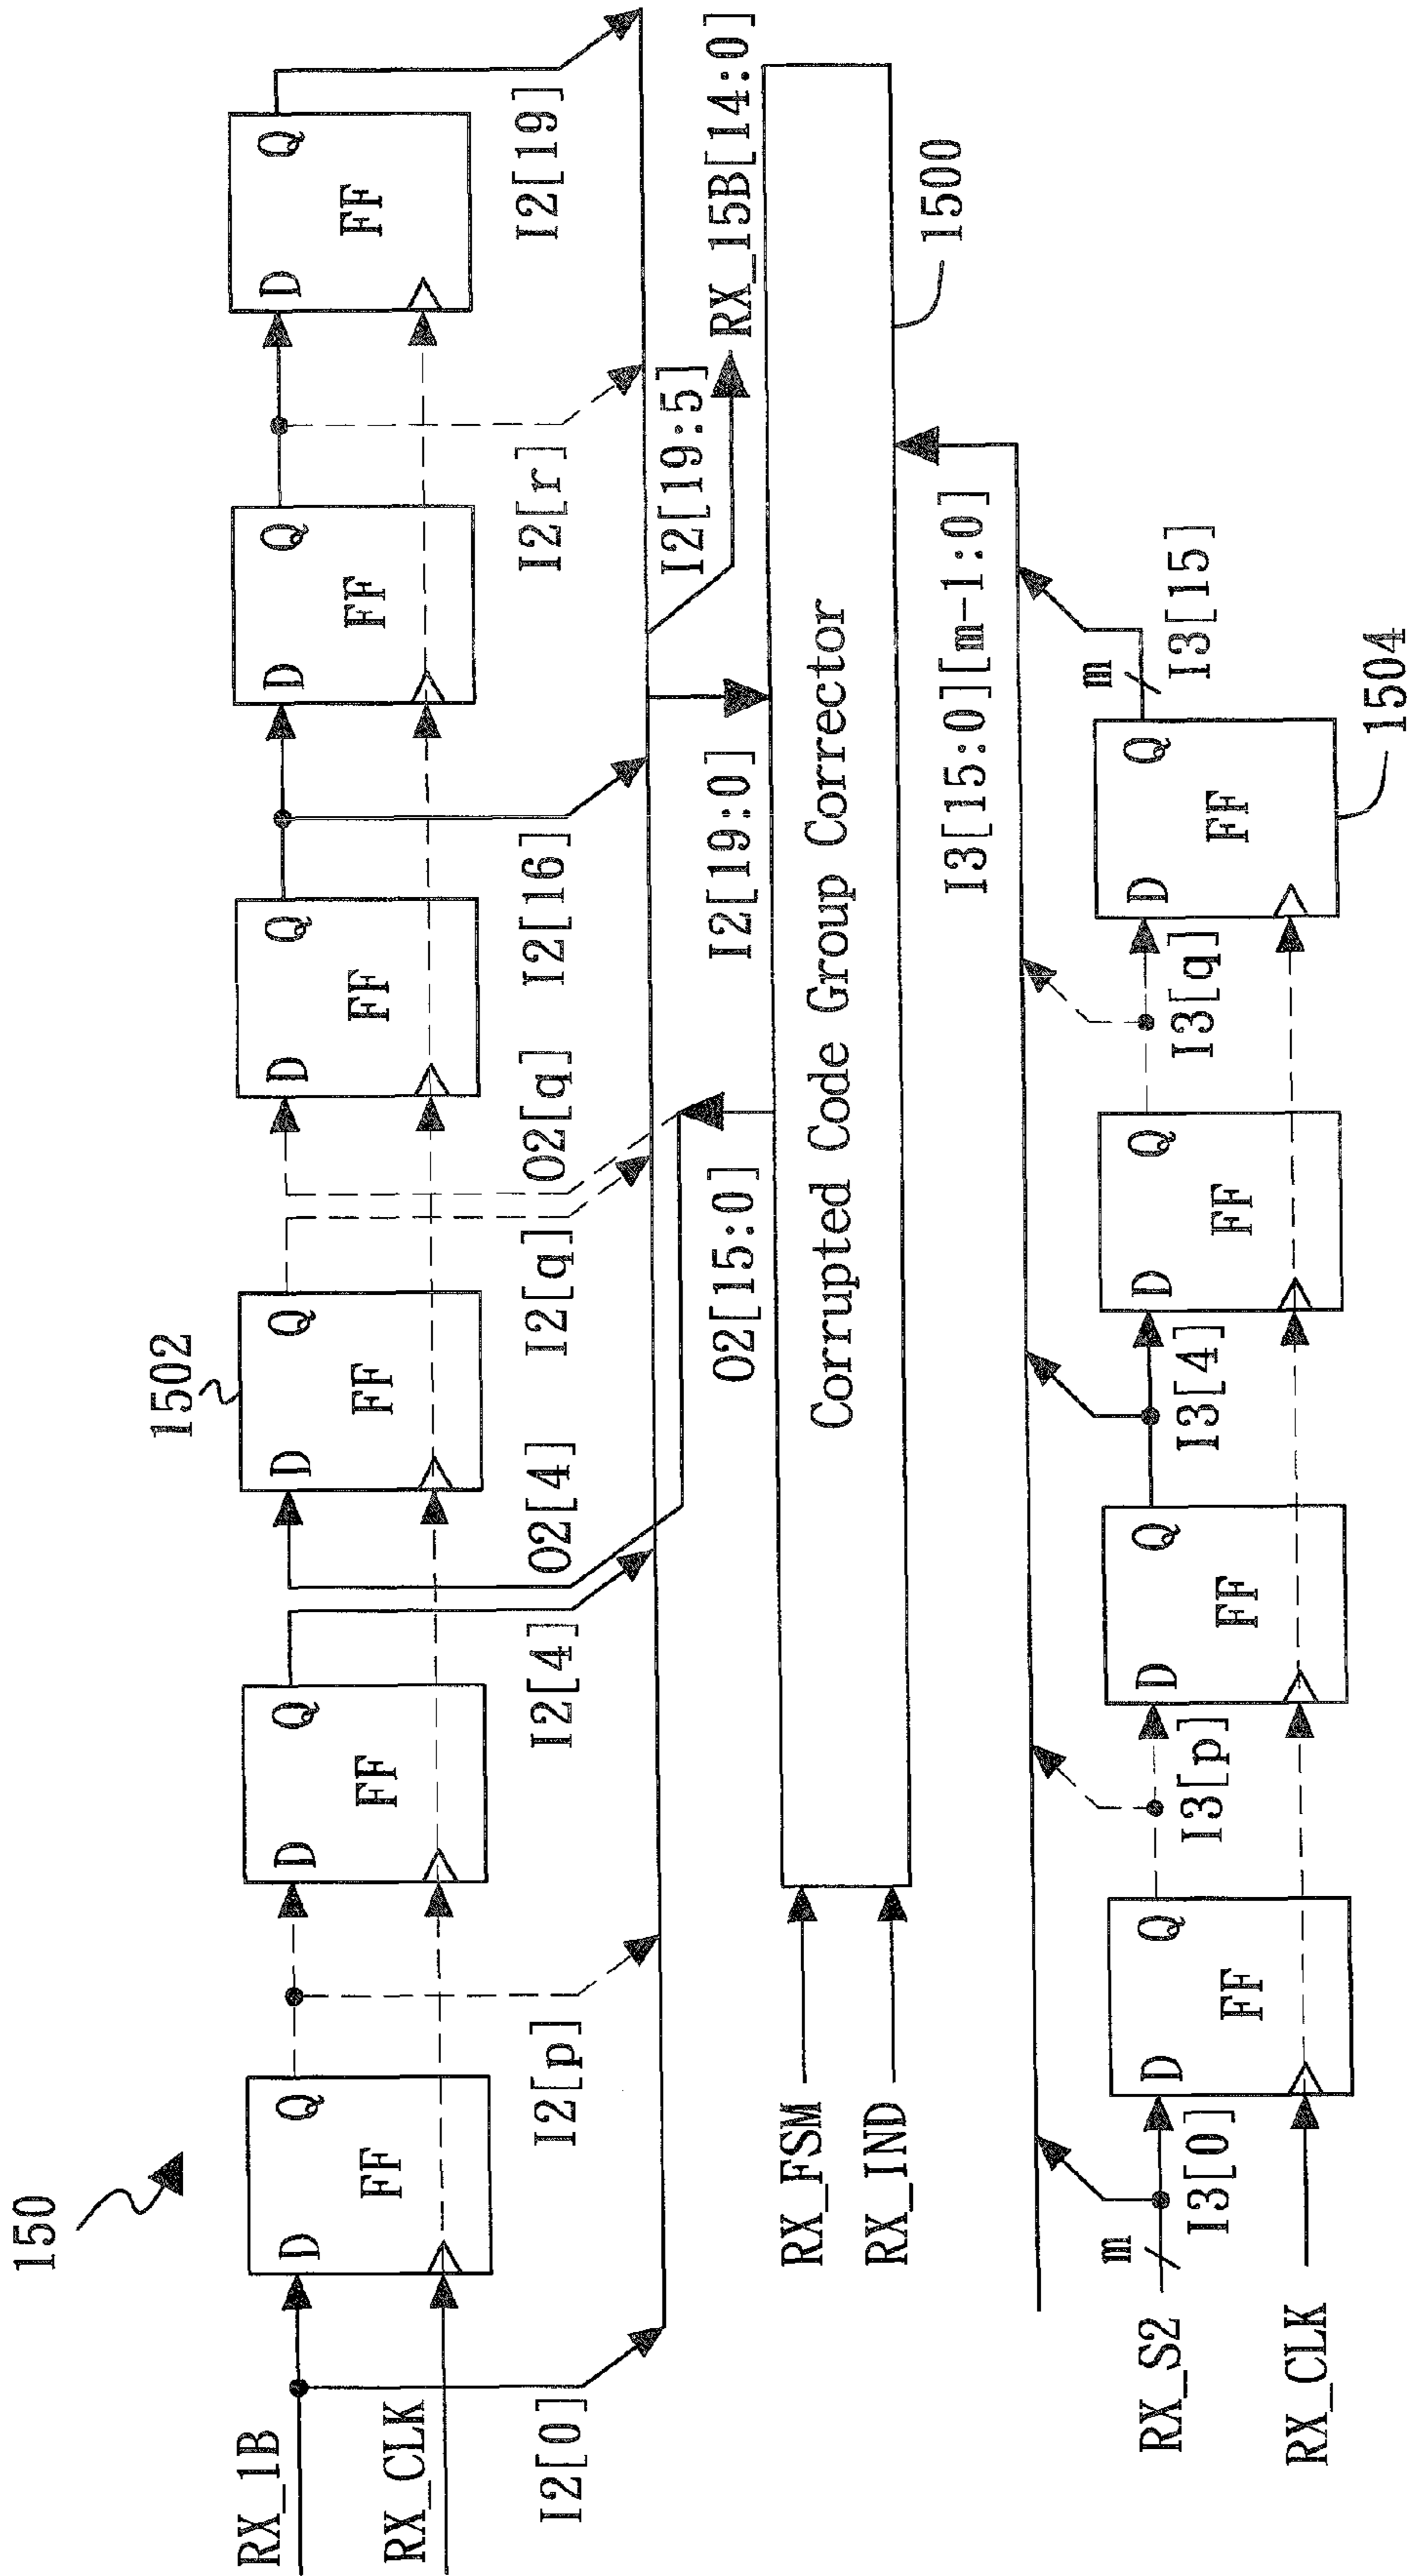 150
RX_1B
RX_CLK
D Q
FF
D Q
FF
1502
D Q
FF
D Q
FF
D Q
FF
D Q
FF
I2[0]
I2[p]
I2[4]
O2[4]
I2[q]
O2[q]
I2[16]
I2[r]
I2[19]
I2[19:5]
RX_15B[14:0]
O2[15:0]
I2[19:0]
RX_FSM
RX_IND
Corrupted Code Group Corrector
1500
I3[15:0][m-1:0]
RX_S2
m
I3[0]
RX_CLK
D Q
FF
I3[p]
D Q
FF
I3[4]
D Q
FF
I3[q]
D Q
FF
m
I3[15]
1504